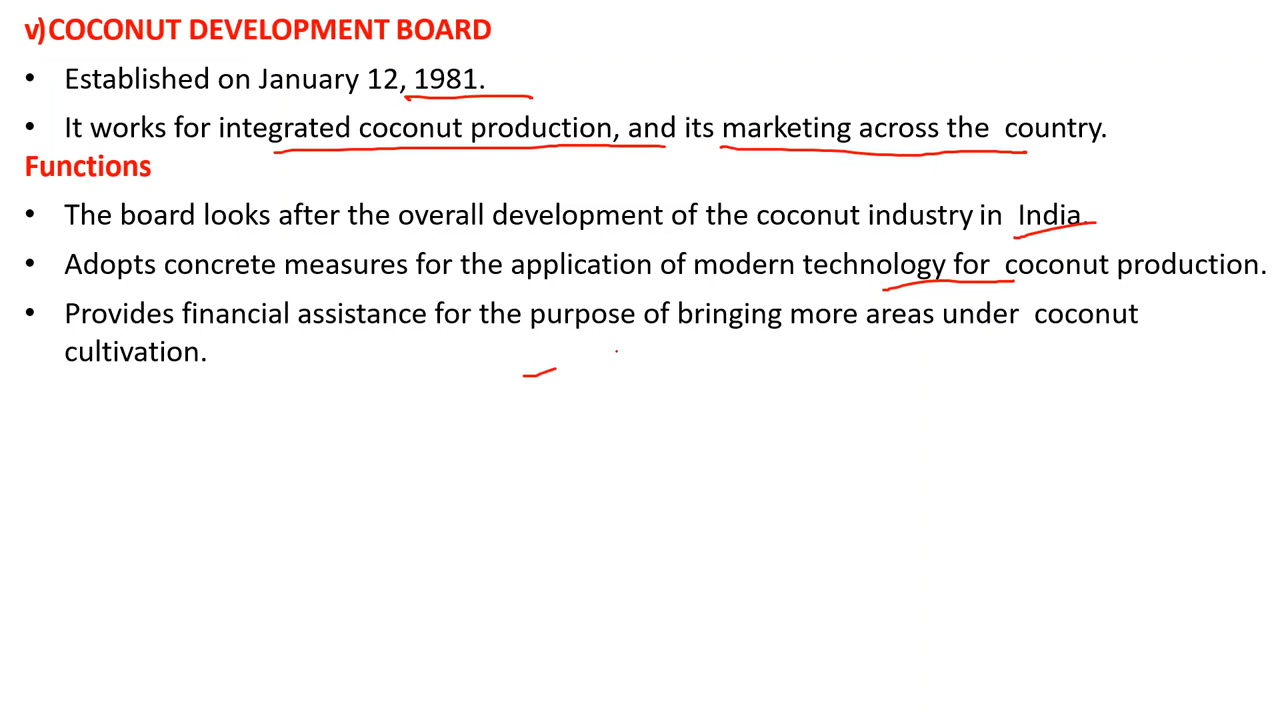 v)COCONUT DEVELOPMENT BOARD
• Established on January 12, 1981.
• It works for integrated coconut production, and its marketing across the country.
Functions
• The board looks after the overall development of the coconut industry in India.
• Adopts concrete measures for the application of modern technology for coconut production.
• Provides financial assistance for the purpose of bringing more areas under coconut
cultivation.